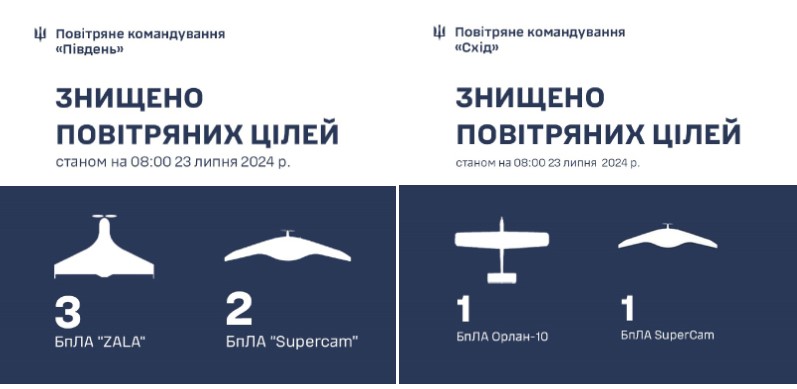 Повітряне командування
«Південь»
ЗНИЩЕНО
ПОВІТРЯНИХ ЦІЛЕЙ
станом на 08:00 23 липня 2024 р.
3
БпЛА "ZALA"
2
БпЛА "Supercam"
Повітряне командування
«Схід»
ЗНИЩЕНО
ПОВІТРЯНИХ ЦІЛЕЙ
станом на 08:00 23 липня 2024 р.
1
БпЛА Орлан-10
1
БпЛА SuperCam